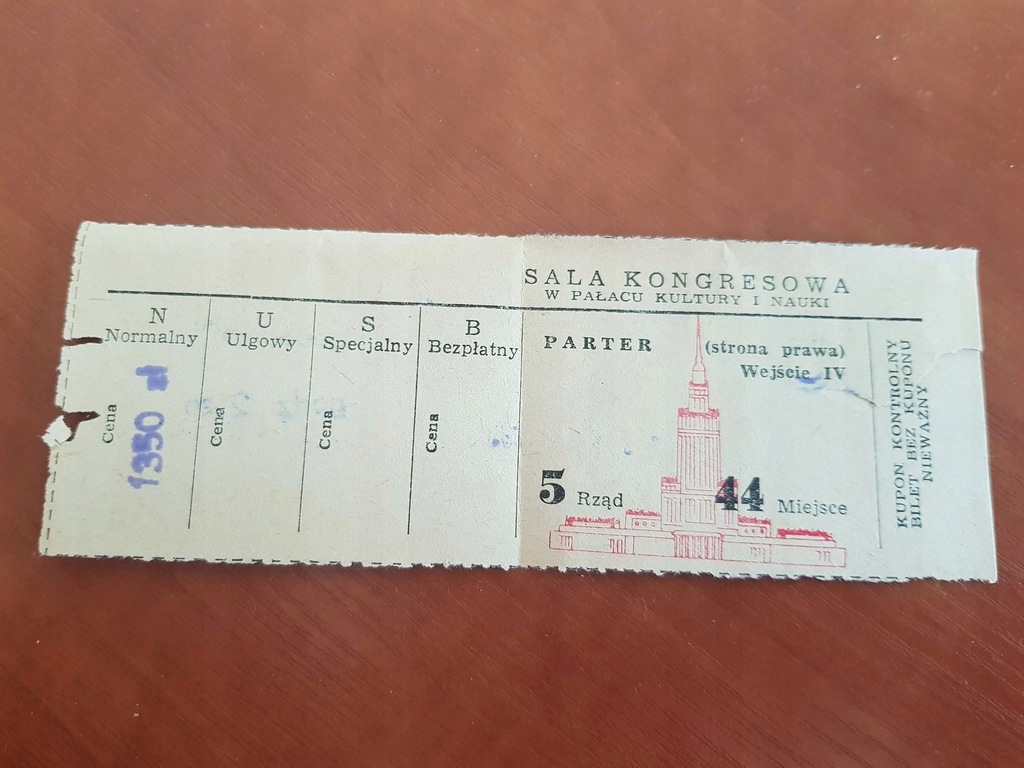 SALA KONGRESOWA
W PAŁACU KULTURY I NAUKI
N
Normalny
Cena
1350 zł
U
Ulgowy
Cena
S
Specjalny
Cena
B
Bezpłatny
Cena
PARTER
(strona prawa)
Wejście IV
5 Rząd
44 Miejsce
KUPON KONTROLNY
BILET BEZ KUPONU
NIEWAŻNY